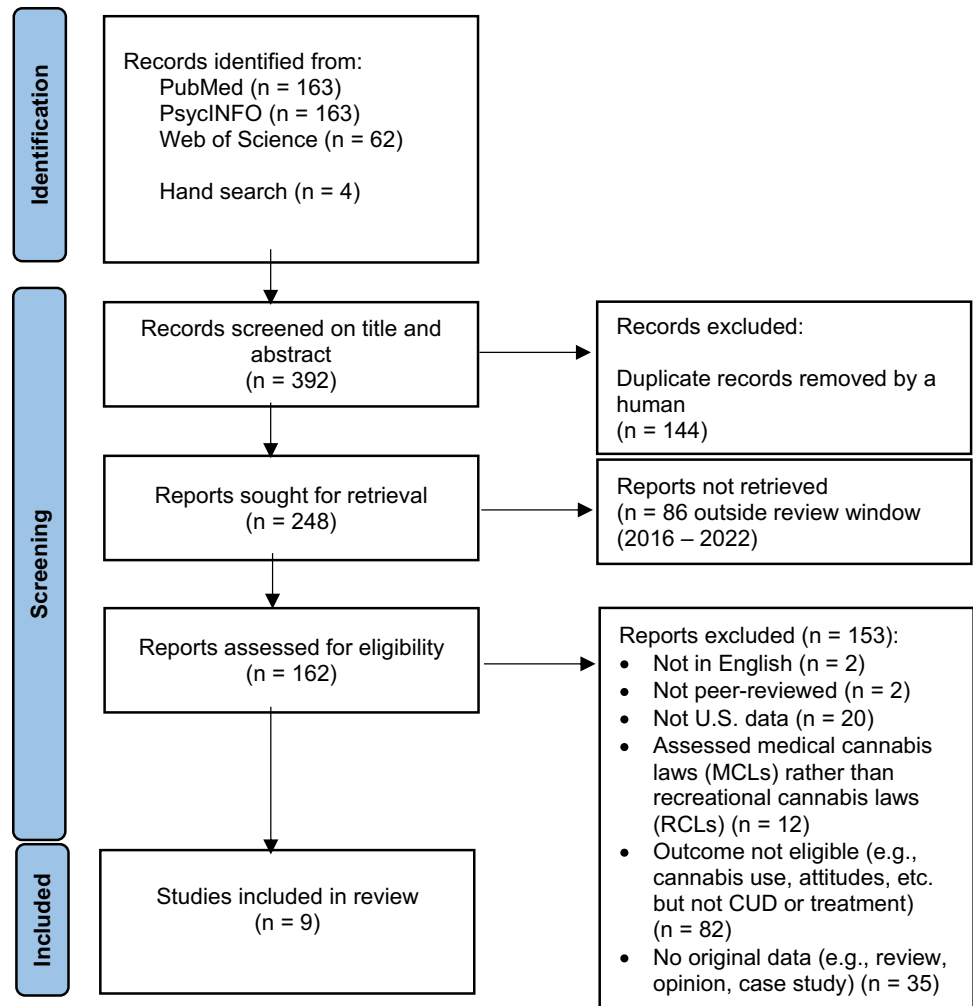 Identification
Records identified from:
PubMed (n = 163)
PsycINFO (n = 163)
Web of Science (n = 62)
Hand search (n = 4)
Screening
Records screened on title and
abstract
(n = 392)
Records excluded:
Duplicate records removed by a
human
(n = 144)
Reports sought for retrieval
(n = 248)
Reports not retrieved
(n = 86 outside review window
(2016 – 2022)
Reports assessed for eligibility
(n = 162)
Reports excluded (n = 153):
• Not in English (n = 2)
• Not peer-reviewed (n = 2)
• Not U.S. data (n = 20)
• Assessed medical cannabis
laws (MCLs) rather than
recreational cannabis laws
(RCLs) (n = 12)
• Outcome not eligible (e.g.,
cannabis use, attitudes, etc.
but not CUD or treatment)
(n = 82)
• No original data (e.g., review,
opinion, case study) (n = 35)
Included
Studies included in review
(n = 9)